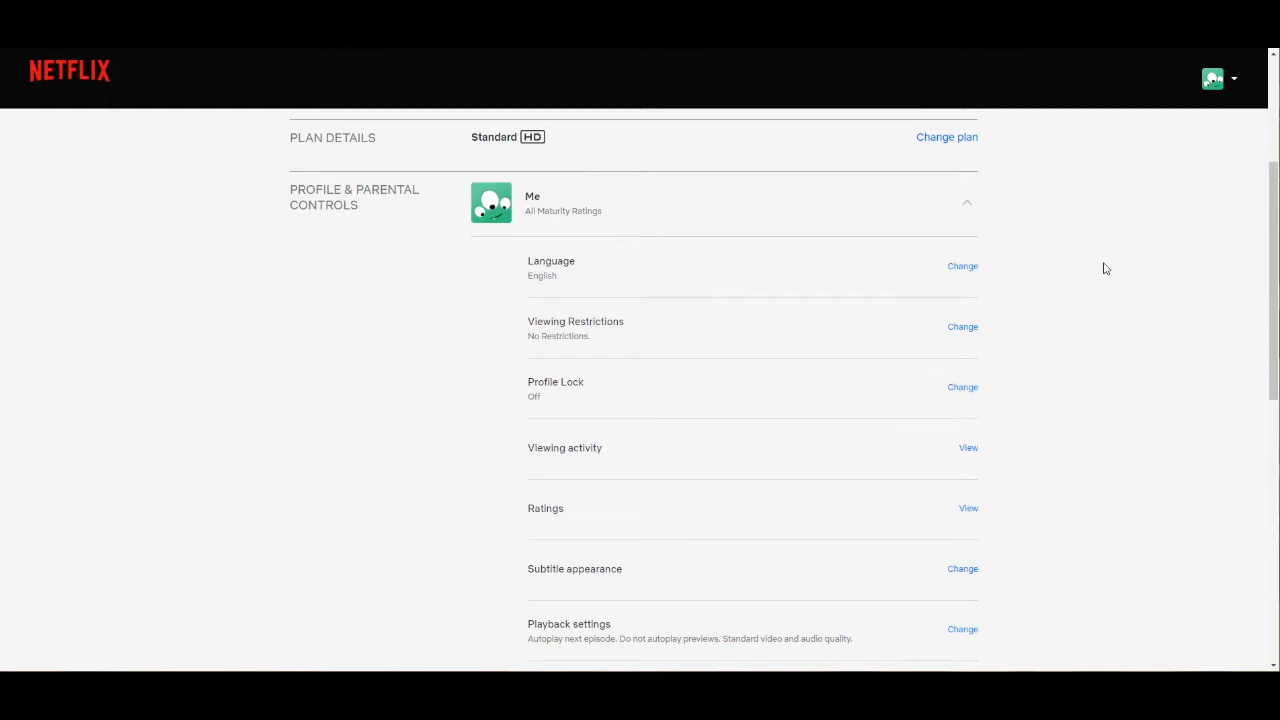 NETFLIX
PLAN DETAILS
Standard HD
Change plan
PROFILE & PARENTAL
CONTROLS
Me
All Maturity Ratings
Language
English
Change
Viewing Restrictions
No Restrictions.
Change
Profile Lock
Off
Change
Viewing activity
View
Ratings
View
Subtitle appearance
Change
Playback settings
Autoplay next episode. Do not autoplay previews. Standard video and audio quality.
Change